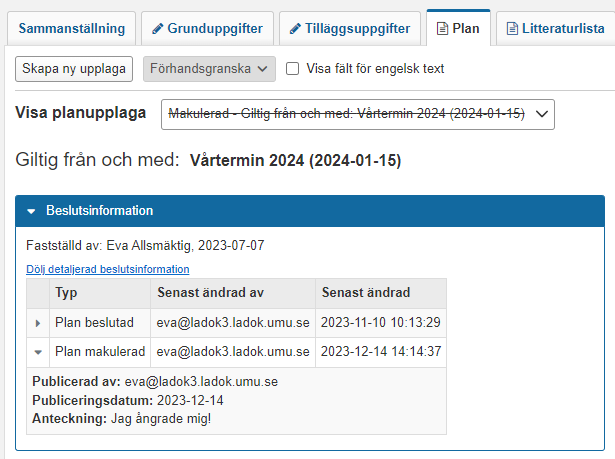 Sammanställning Grunduppgifter Tilläggsuppgifter Plan Litteraturlista
Skapa ny upplaga Förhandsgranska Visa fält för engelsk text
Visa planupplaga Makulerad - Giltig från och med: Vårtermin 2024 (2024-01-15)
Giltig från och med: Vårtermin 2024 (2024-01-15)
Beslutsinformation
Fastställd av: Eva Allsmäktig, 2023-07-07
Dölj detaljerad beslutsinformation
Typ Senast ändrad av Senast ändrad
Plan beslutad eva@ladok3.ladok.umu.se 2023-11-10 10:13:29
Plan makulerad eva@ladok3.ladok.umu.se 2023-12-14 14:14:37
Publicerad av: eva@ladok3.ladok.umu.se
Publiceringsdatum: 2023-12-14
Anteckning: Jag ångrade mig!